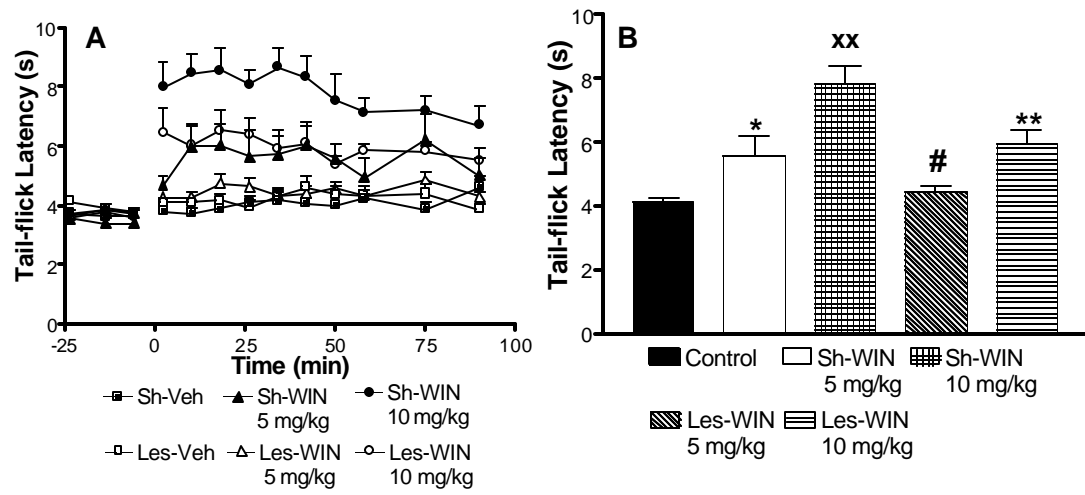 A
Tail-flick Latency (s)
10
8
6
4
2
0
-25 0 25 50 75 100
Time (min)
Sh-Veh Sh-WIN 5 mg/kg Sh-WIN 10 mg/kg
Les-Veh Les-WIN 5 mg/kg Les-WIN 10 mg/kg
B
Tail-flick Latency (s)
10
8
6
4
2
0
* xx # **
Control Sh-WIN 5 mg/kg Sh-WIN 10 mg/kg
Les-WIN 5 mg/kg Les-WIN 10 mg/kg